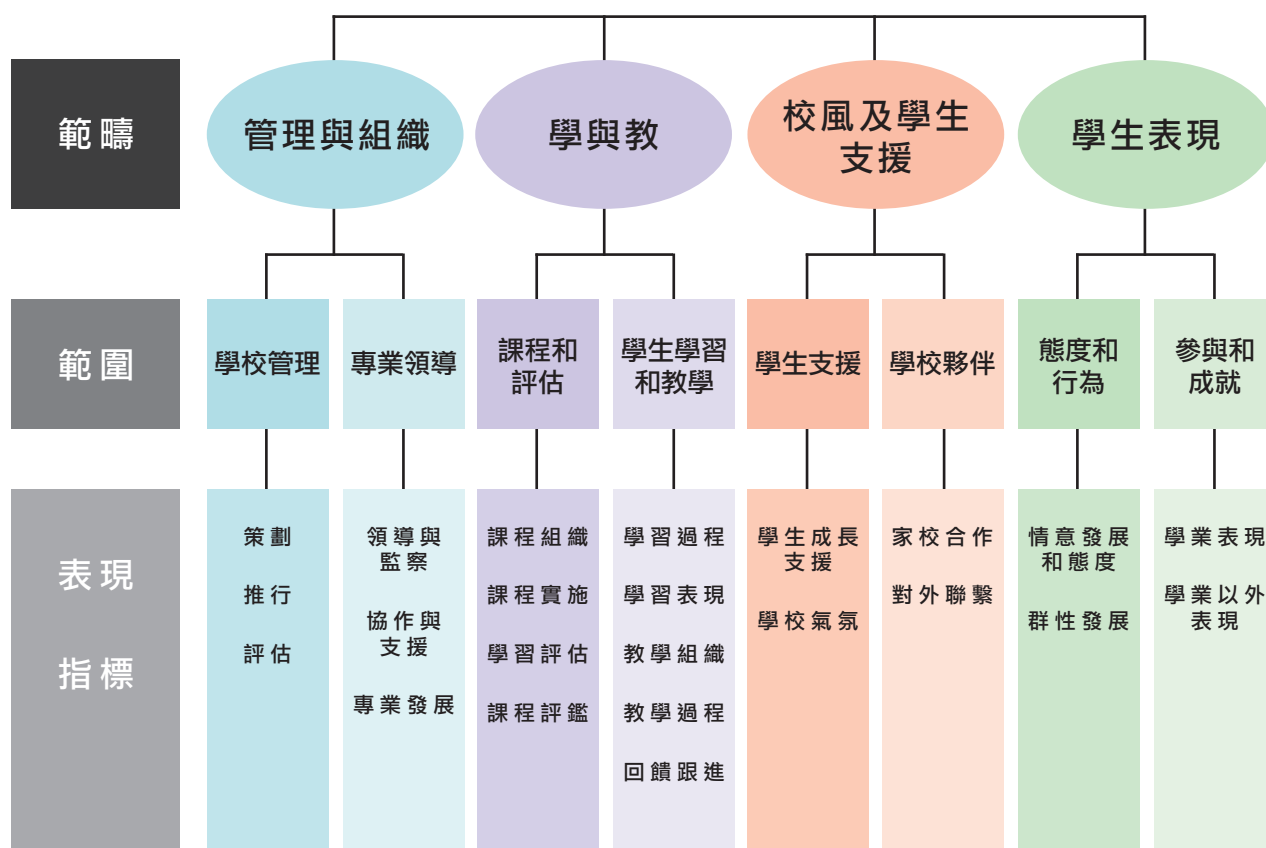 範疇
管理與組織
學與教
校風及學生
支援
學生表現
範圍
學校管理
專業領導
課程和
評估
學生學習
和教學
學生支援
學校夥伴
態度和
行為
參與和
成就
表現
指標
策劃
推行
評估
領導與
監察
協作與
支援
專業發展
課程組織
課程實施
學習評估
課程評鑑
學習過程
學習表現
教學組織
教學過程
回饋跟進
學生成長
支援
學校氣氛
家校合作
對外聯繫
情意發展
和態度
群性發展
學業表現
學業以外
表現